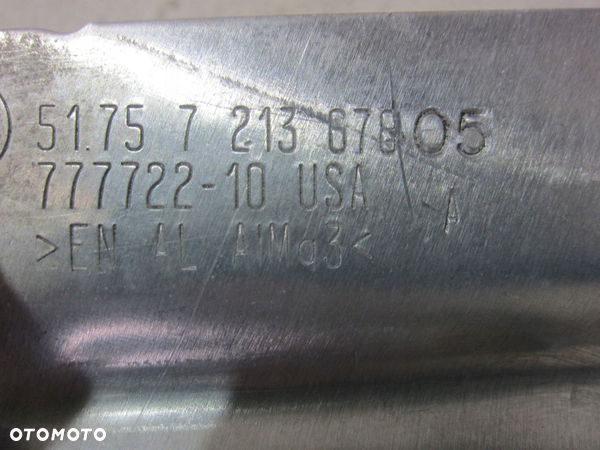 51.75 7 213 678 05
777722-10 USA
A
>EN AL AlMg3<
OTOMOTO